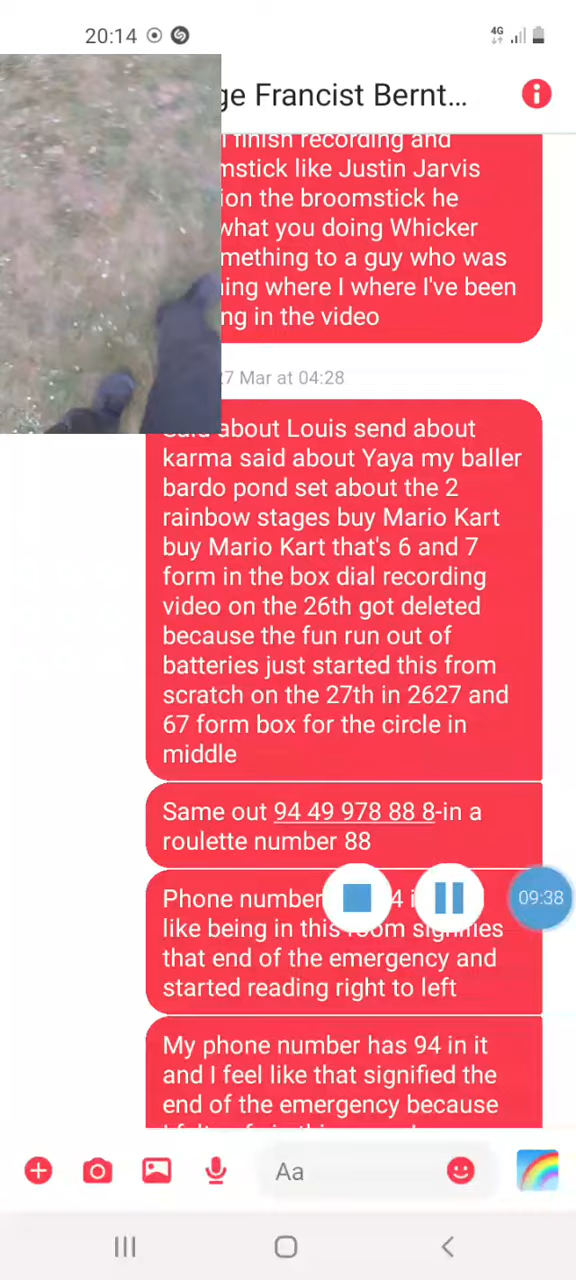 20:14
4G
ge Francist Bernt...
finish recording and
mstick like Justin Jarvis
ion the broomstick he
what you doing Whicker
mething to a guy who was
ing where I where I've been
ng in the video
7 Mar at 04:28
Said about Louis send about
karma said about Yaya my baller
bardo pond set about the 2
rainbow stages buy Mario Kart
buy Mario Kart that's 6 and 7
form in the box dial recording
video on the 26th got deleted
because the fun run out of
batteries just started this from
scratch on the 27th in 2627 and
67 form box for the circle in
middle
Same out 94 49 978 88 8-in a
roulette number 88
Phone number 4 i
like being in this room signifies
that end of the emergency and
started reading right to left
09:38
My phone number has 94 in it
and I feel like that signified the
end of the emergency because
Aa